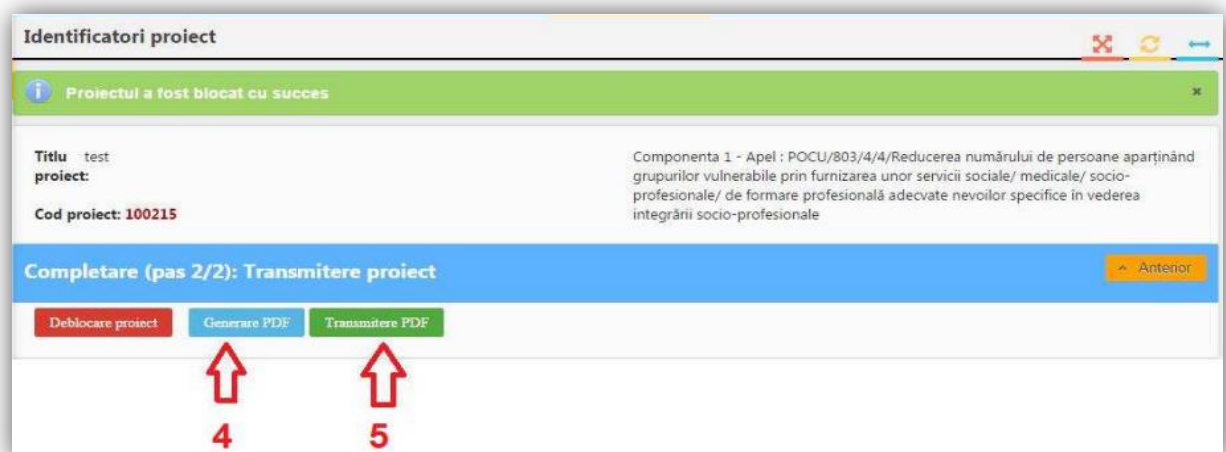 Identificatori proiect
Proiectul a fost blocat cu succes
Titlu proiect: test
Cod proiect: 100215
Componenta 1 - Apel : POCU/803/4/4/Reducerea numărului de persoane aparținând
grupurilor vulnerabile prin furnizarea unor servicii sociale/ medicale/ socio-
profesionale/ de formare profesională adecvate nevoilor specifice în vederea
integrării socio-profesionale
Completare (pas 2/2): Transmitere proiect
Anterior
Deblocare proiect Generare PDF Transmitere PDF
4 5